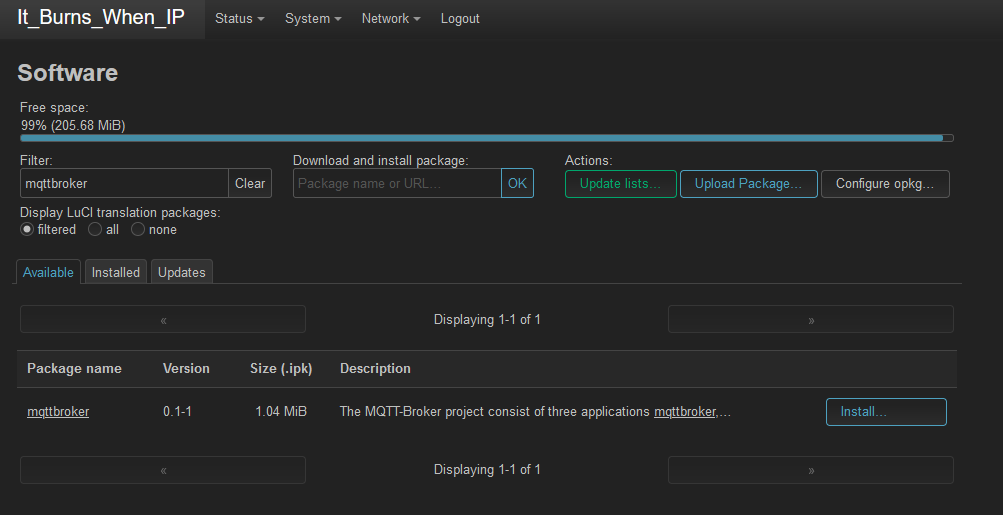 It_Burns_When_IP Status System Network Logout
Software
Free space:
99% (205.68 MiB)
Filter: Download and install package: Actions:
mqttbroker Clear Package name or URL... OK Update lists... Upload Package... Configure opkg...
Display LuCI translation packages:
filtered all none
Available Installed Updates
« Displaying 1-1 of 1 »
Package name Version Size (.ipk) Description
mqttbroker 0.1-1 1.04 MiB The MQTT-Broker project consist of three applications mqttbroker,... Install...
« Displaying 1-1 of 1 »